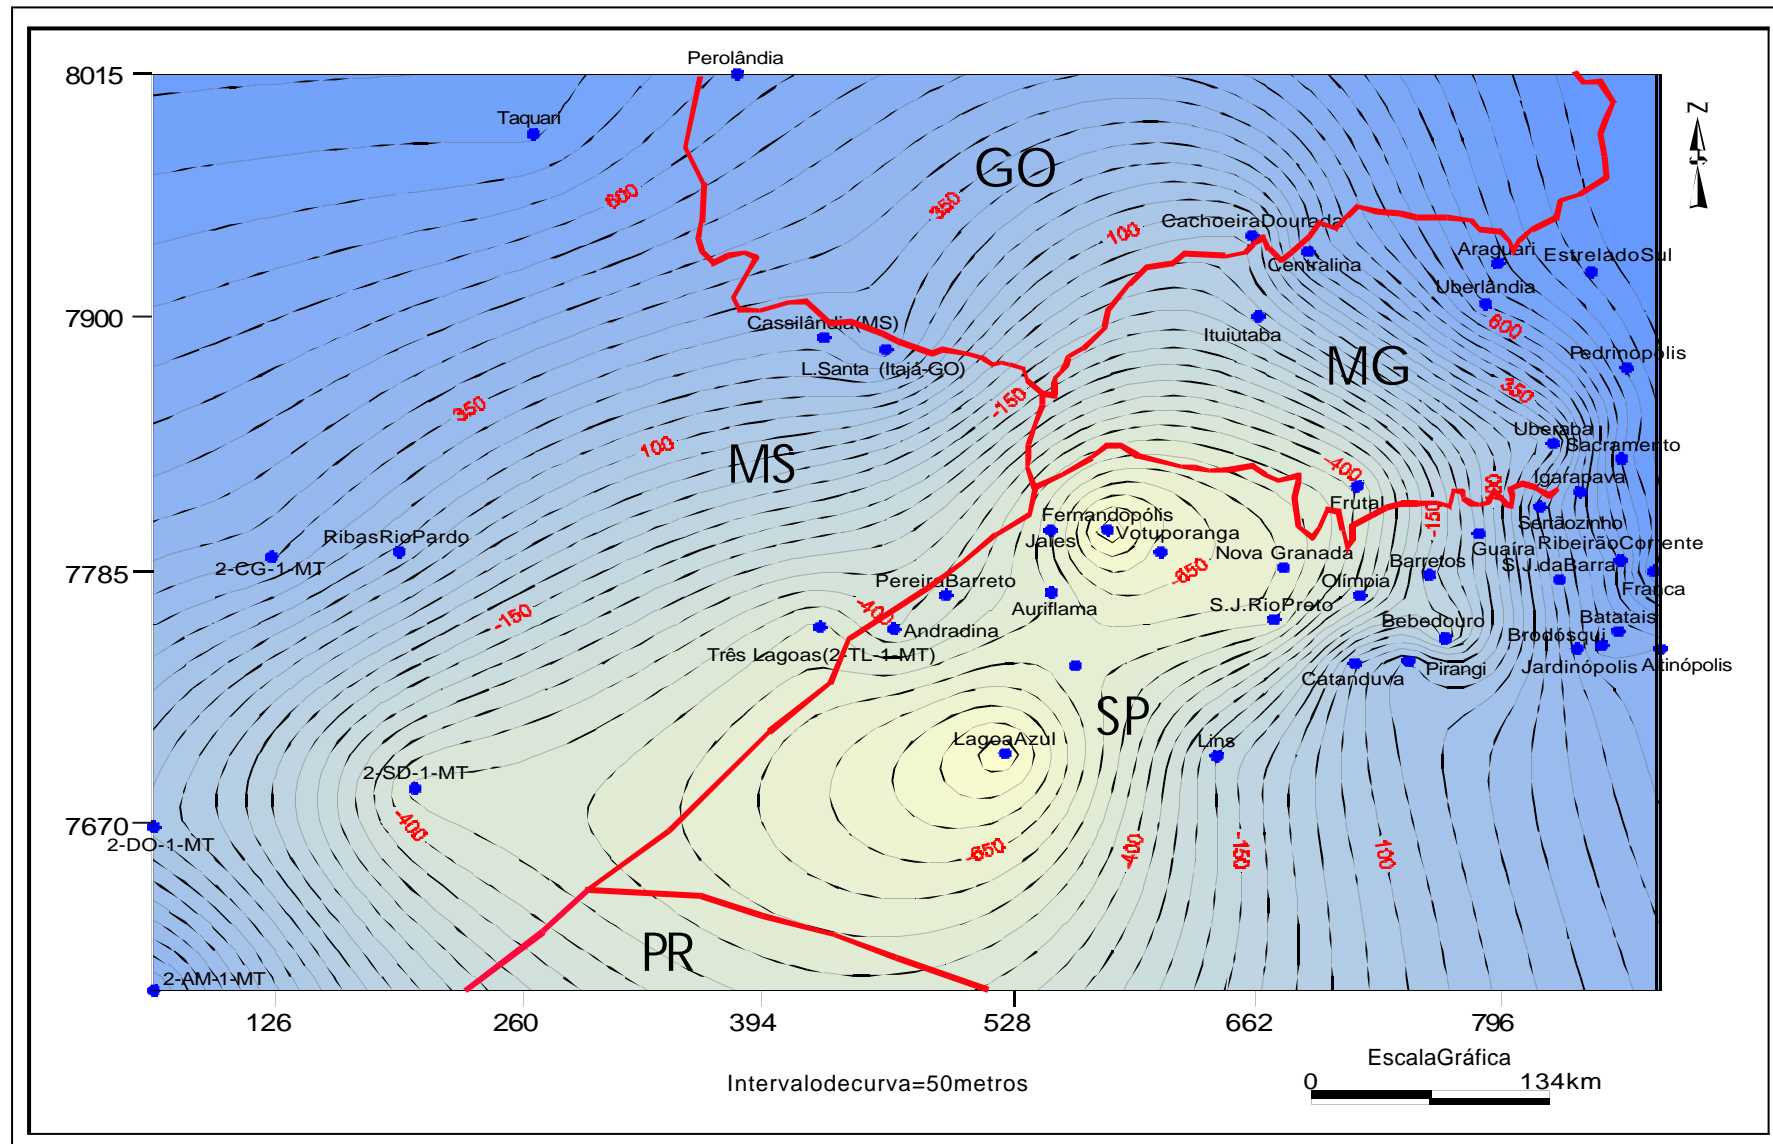 Perolândia
8015
Taquari
Z
GO
600
350
100
CachoeiraDourada
Centralina
Araguari
EstreladoSul
Uberlândia
7900
Cassilândia(MS)
L.Santa (Itajá-GO)
Ituiutaba
600
MG
Pedrinopólis
350
-150
350
100
MS
Uberaba
Sacramento
-400
Igarapava
Frutal
-150
Sertãozinho
Fernandopólis
Jales
Votuporanga
RibasRioPardo
2-CG-1-MT
Nova Granada
Guaíra
RibeirãoCorrente
Barretos
S.J.daBarra
7785
-650
PereiraBarreto
Olímpia
Franca
Auriflama
S.J.RioPreto
-150
-400
Andradina
Bebedouro
Batatais
Brodósqui
Três Lagoas(2-TL-1-MT)
Catanduva
Pirangi
Jardinópolis
Altinópolis
SP
LagoaAzul
Lins
2-SD-1-MT
7670
-400
2-DO-1-MT
-650
-400
-150
100
PR
2-AM-1-MT
126
260
394
528
662
796
EscalaGráfica
Intervalodecurva=50metros
0
134km